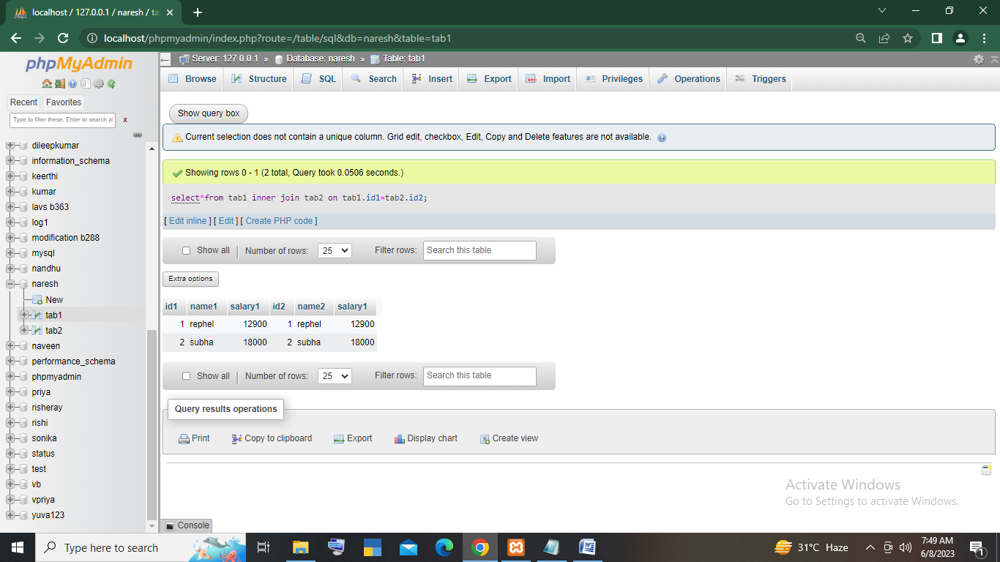 localhost / 127.0.0.1 / naresh / ta
localhost/phpmyadmin/index.php?route=/table/sql&db=naresh&table=tab1
phpMyAdmin
Recent Favorites
Type to filter these, Enter to search al x
dileepkumar
information_schema
keerthi
kumar
lavs b363
log1
modification b288
mysql
nandhu
naresh
New
tab1
tab2
naveen
performance_schema
phpmyadmin
priya
risheray
rishi
sonika
status
test
vb
vpriya
yuva123
Server: 127.0.0.1 » Database: naresh » Table: tab1
Browse Structure SQL Search Insert Export Import Privileges Operations Triggers
Show query box
Current selection does not contain a unique column. Grid edit, checkbox, Edit, Copy and Delete features are not available.
Showing rows 0 - 1 (2 total, Query took 0.0506 seconds.)
select*from tab1 inner join tab2 on tab1.id1=tab2.id2;
[ Edit inline ] [ Edit ] [ Create PHP code ]
Show all Number of rows: 25 Filter rows: Search this table
Extra options
id1 name1 salary1 id2 name2 salary1
1 rephel 12900 1 rephel 12900
2 subha 18000 2 subha 18000
Show all Number of rows: 25 Filter rows: Search this table
Query results operations
Print Copy to clipboard Export Display chart Create view
Activate Windows
Go to Settings to activate Windows.
Console
Type here to search
31°C Haze
7:49 AM
6/8/2023
1